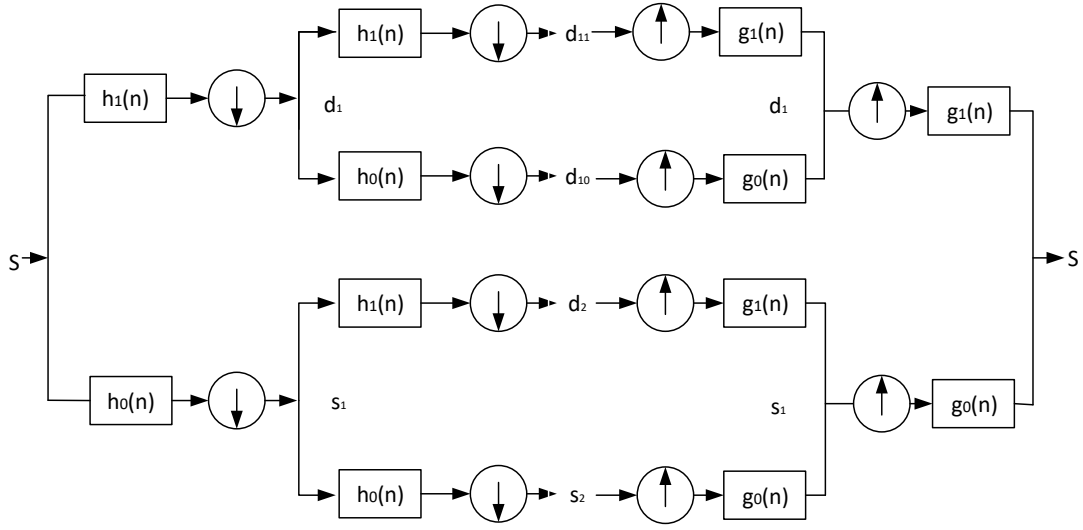 h₁(n) d₁₁ g₁(n)
h₁(n) d₁ d₁ g₁(n)
h₀(n) d₁₀ g₀(n)
S S
h₁(n) d₂ g₁(n)
h₀(n) s₁ s₁ g₀(n)
h₀(n) s₂ g₀(n)